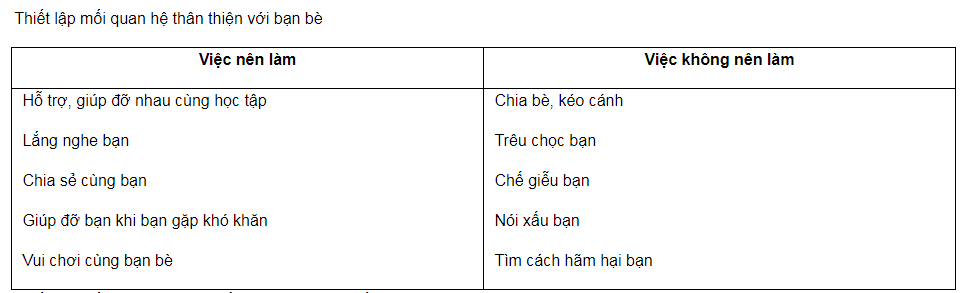 Thiết lập mối quan hệ thân thiện với bạn bè
Việc nên làm
Việc không nên làm
Hỗ trợ, giúp đỡ nhau cùng học tập
Chia bè, kéo cánh
Lắng nghe bạn
Trêu chọc bạn
Chia sẻ cùng bạn
Chế giễu bạn
Giúp đỡ bạn khi bạn gặp khó khăn
Nói xấu bạn
Vui chơi cùng bạn bè
Tìm cách hãm hại bạn